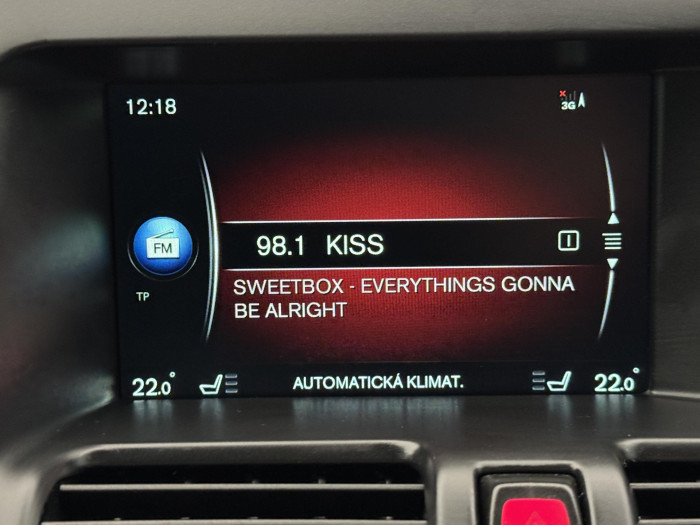 12:18
3G
98.1 KISS
FM
TP
SWEETBOX - EVERYTHINGS GONNA
BE ALRIGHT
22.0° AUTOMATICKÁ KLIMAT. 22.0°